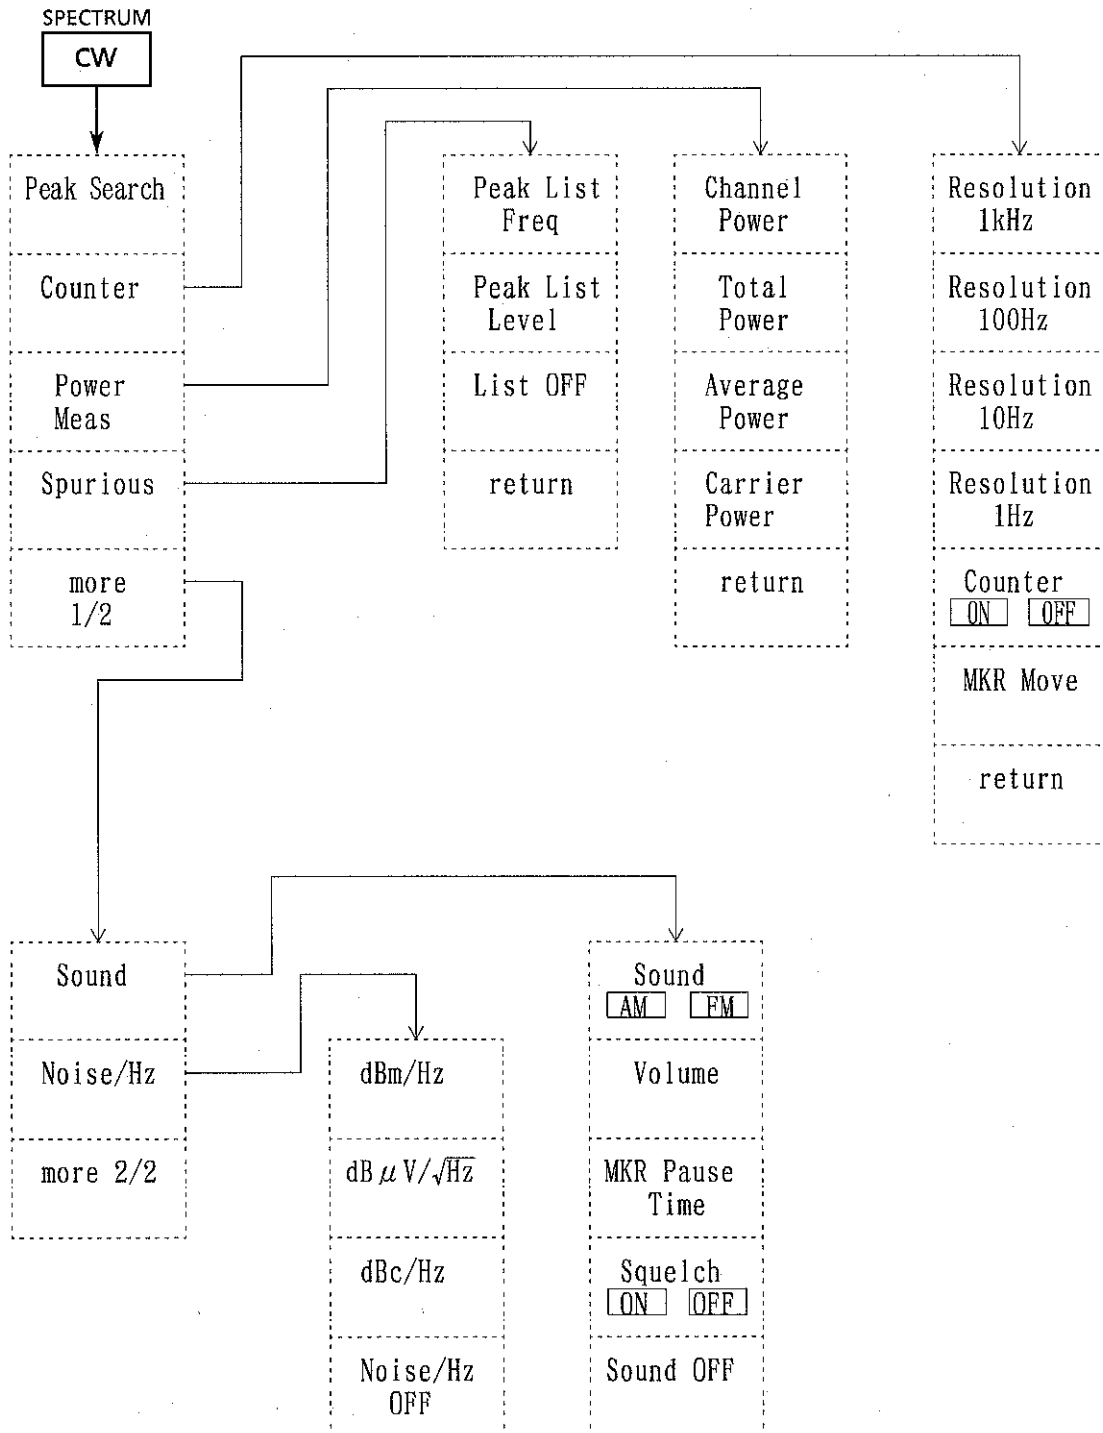 SPECTRUM
CW
Peak Search
Counter
Power
Meas
Spurious
more
1/2
Peak List
Freq
Peak List
Level
List OFF
return
Channel
Power
Total
Power
Average
Power
Carrier
Power
return
Resolution
1kHz
Resolution
100Hz
Resolution
10Hz
Resolution
1Hz
Counter
ON OFF
MKR Move
return
Sound
Noise/Hz
more 2/2
dBm/Hz
dBμV/√Hz
dBc/Hz
Noise/Hz
OFF
Sound
AM FM
Volume
MKR Pause
Time
Squelch
ON OFF
Sound OFF